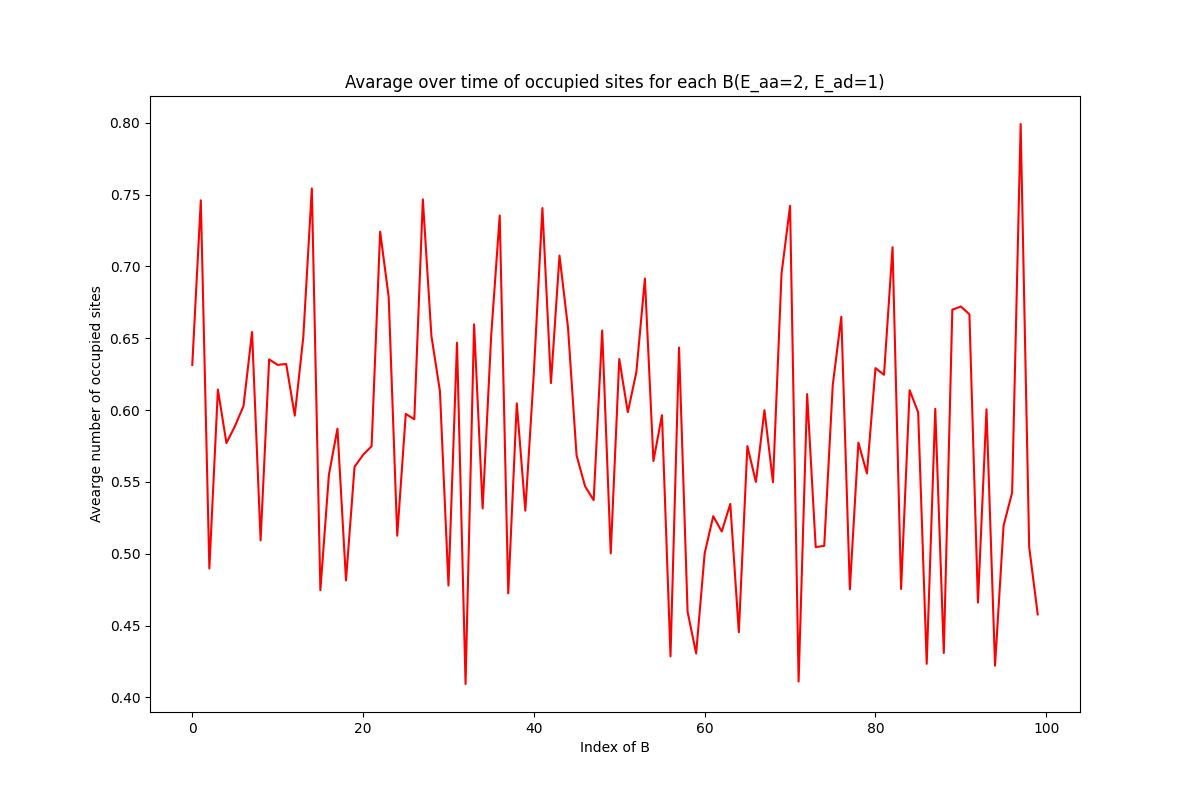 Avarage over time of occupied sites for each B(E_aa=2, E_ad=1)
0.80
0.75
0.70
0.65
0.60
0.55
0.50
0.45
0.40
Avearge number of occupied sites
0 20 40 60 80 100
Index of B